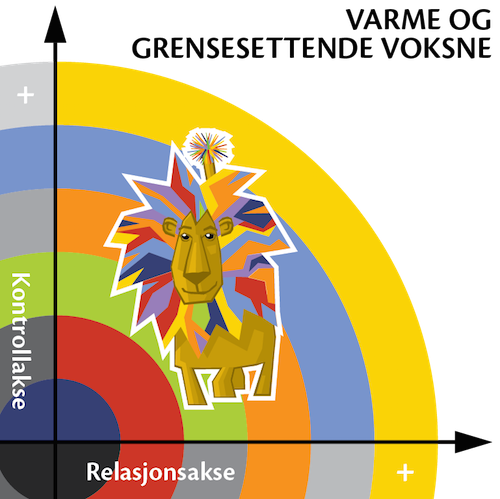 VARME OG
GRENSESETTENDE VOKSNE
+
Kontrollakse
Relasjonsakse
+